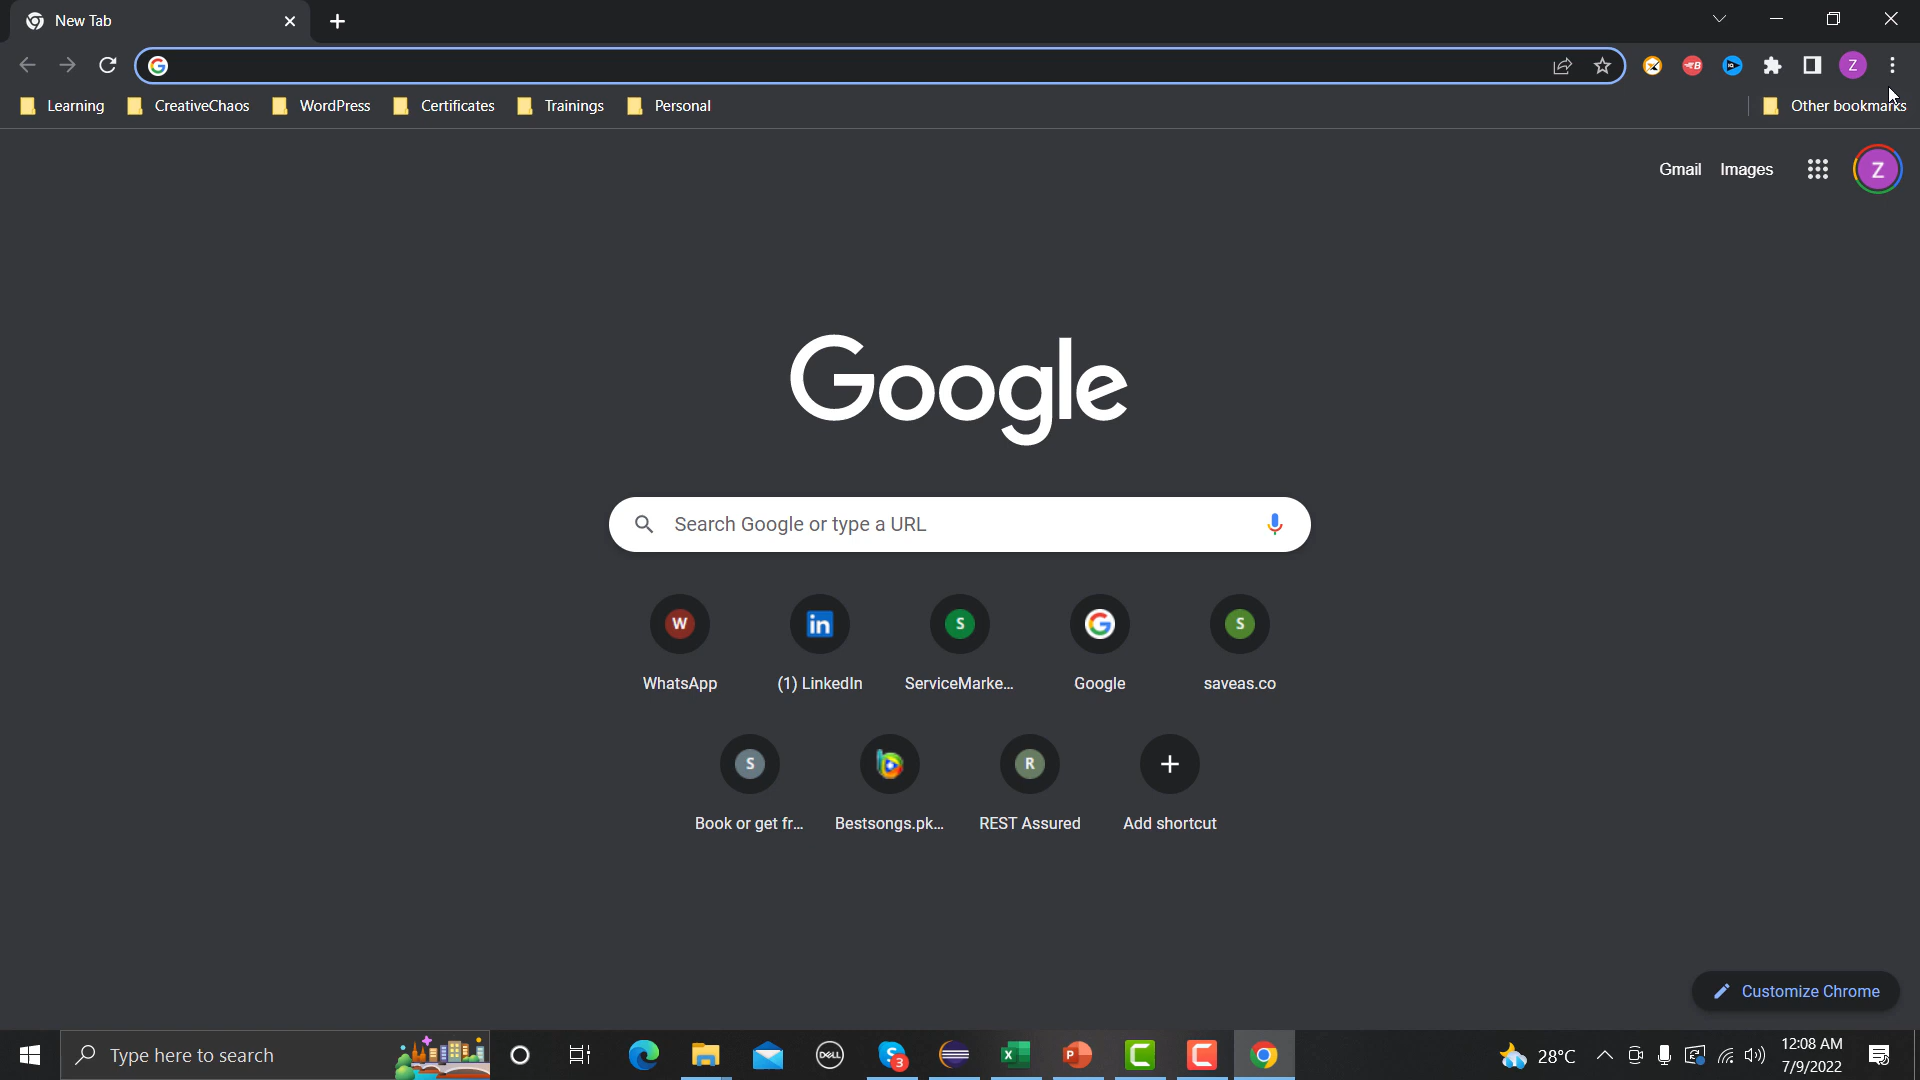 New Tab
Learning CreativeChaos WordPress Certificates Trainings Personal Other bookmarks
Gmail Images Z
Google
Search Google or type a URL
W in S G S
WhatsApp (1) LinkedIn ServiceMarke... Google saveas.co
S R
Book or get fr... Bestsongs.pk... REST Assured Add shortcut
Customize Chrome
Type here to search 28°C 12:08 AM
7/9/2022